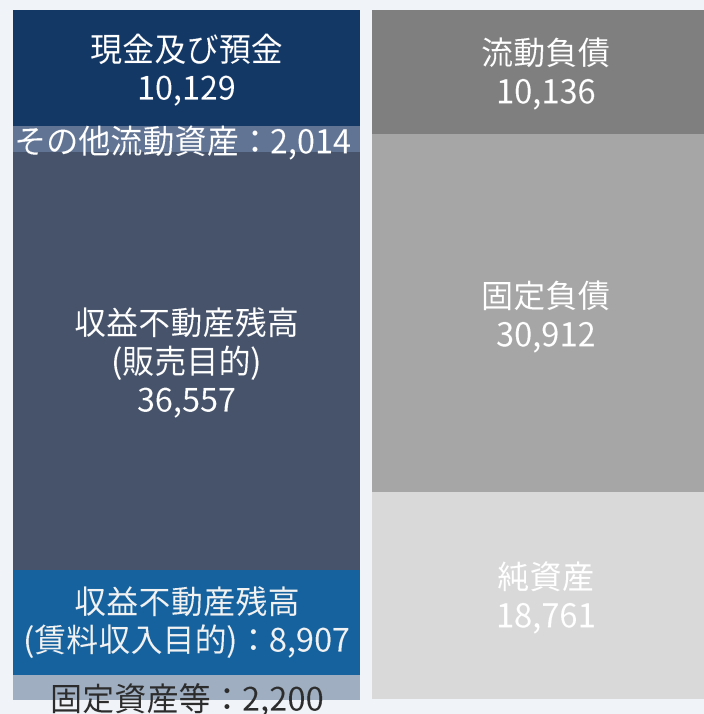 現金及び預金
10,129
その他流動資産：2,014
収益不動産残高
(販売目的)
36,557
収益不動産残高
(賃料収入目的)：8,907
固定資産等：2,200
流動負債
10,136
固定負債
30,912
純資産
18,761